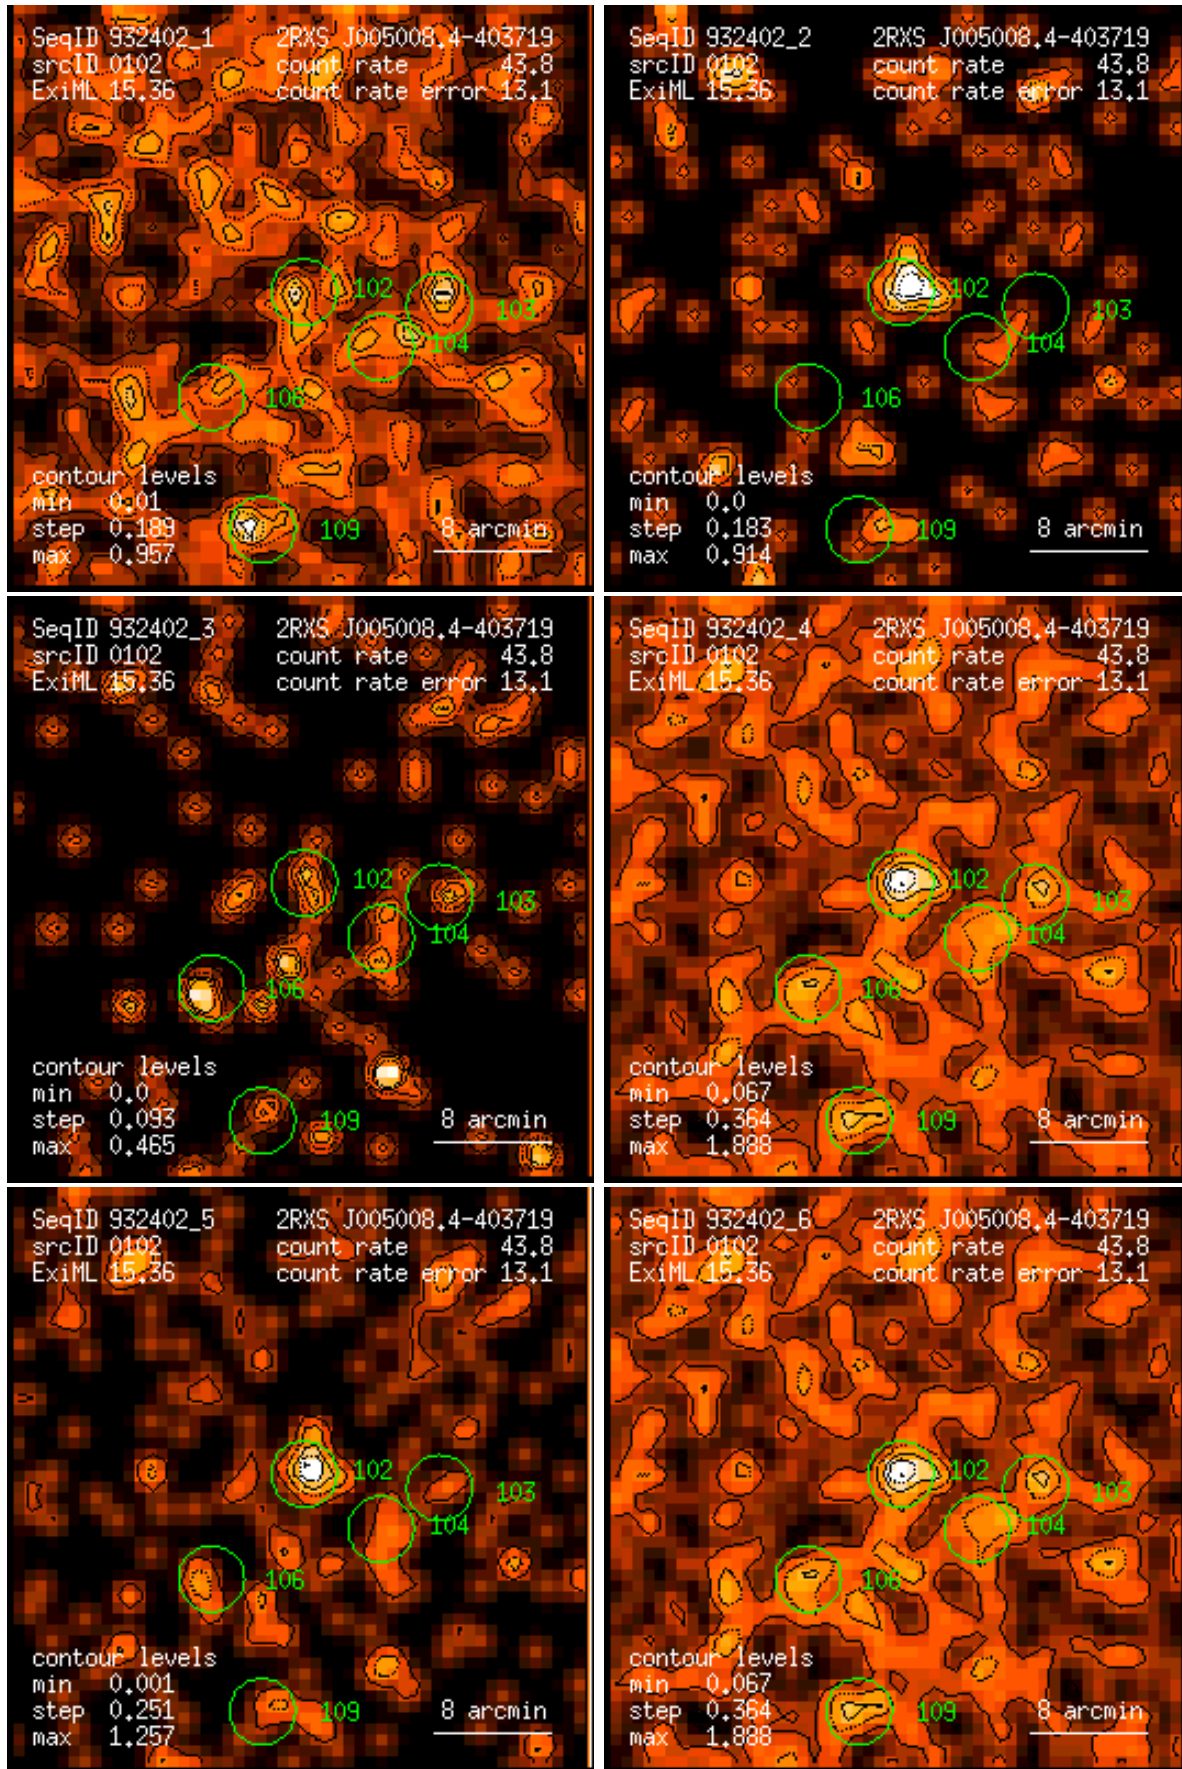 SeqID 932402_1 2RXS J005008.4-403719
srcID 0102 count rate 43.8
ExiML 15.36 count rate error 13.1
102
103
104
106
contour levels
min 0.01
step 0.189 109 8 arcmin
max 0.957
SeqID 932402_2 2RXS J005008.4-403719
srcID 0102 count rate 43.8
ExiML 15.36 count rate error 13.1
102
103
104
106
contour levels
min 0.0
step 0.183 109 8 arcmin
max 0.914
SeqID 932402_3 2RXS J005008.4-403719
srcID 0102 count rate 43.8
ExiML 15.36 count rate error 13.1
102
103
104
106
contour levels
min 0.0
step 0.093 109 8 arcmin
max 0.465
SeqID 932402_4 2RXS J005008.4-403719
srcID 0102 count rate 43.8
ExiML 15.36 count rate error 13.1
102
103
104
106
contour levels
min 0.067
step 0.364 109 8 arcmin
max 1.888
SeqID 932402_5 2RXS J005008.4-403719
srcID 0102 count rate 43.8
ExiML 15.36 count rate error 13.1
102
103
104
106
contour levels
min 0.001
step 0.251 109 8 arcmin
max 1.257
SeqID 932402_6 2RXS J005008.4-403719
srcID 0102 count rate 43.8
ExiML 15.36 count rate error 13.1
102
103
104
106
contour levels
min 0.067
step 0.364 109 8 arcmin
max 1.888